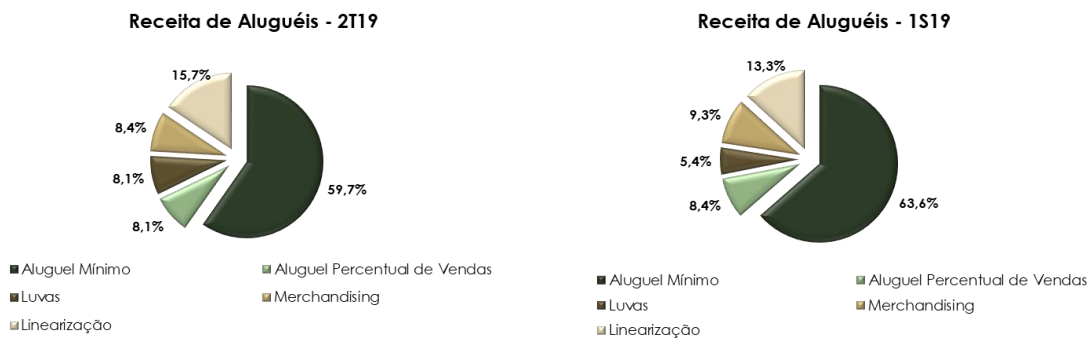 Receita de Aluguéis - 2T19
15,7%
8,4%
8,1%
8,1%
59,7%
Aluguel Mínimo
Aluguel Percentual de Vendas
Luvas
Merchandising
Linearização
Receita de Aluguéis - 1S19
13,3%
9,3%
5,4%
8,4%
63,6%
Aluguel Mínimo
Aluguel Percentual de Vendas
Luvas
Merchandising
Linearização